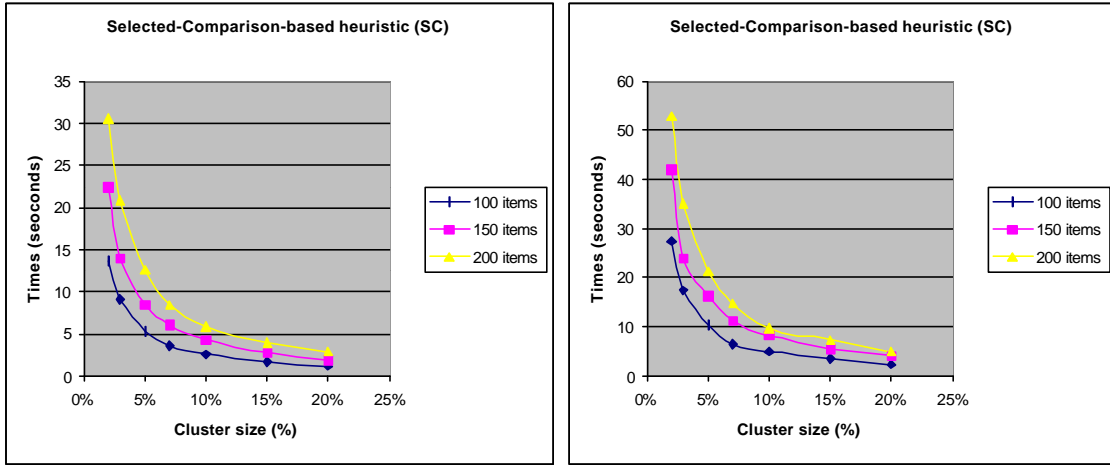 Selected-Comparison-based heuristic (SC)
35
30
25
20
15
10
5
0
0% 5% 10% 15% 20% 25%
Times (seoconds)
Cluster size (%)
100 items
150 items
200 items
Selected-Comparison-based heuristic (SC)
60
50
40
30
20
10
0
0% 5% 10% 15% 20% 25%
Times (seoconds)
Cluster size (%)
100 items
150 items
200 items